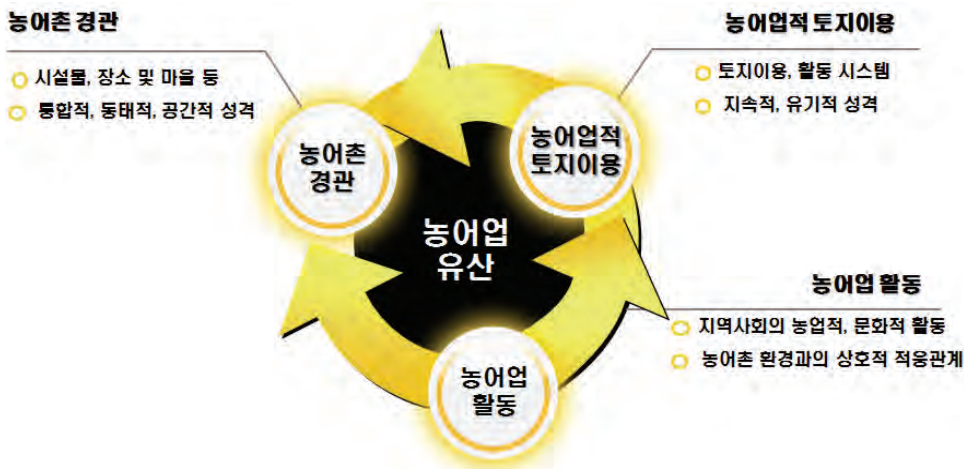 농어촌 경관
시설물, 장소 및 마을 등
통합적, 동태적, 공간적 성격
농어업적 토지이용
토지이용, 활동 시스템
지속적, 유기적 성격
농어촌
경관
농어업적
토지이용
농어업
유산
농어업 활동
지역사회의 농업적, 문화적 활동
농어촌 환경과의 상호적 적응관계
농어업
활동